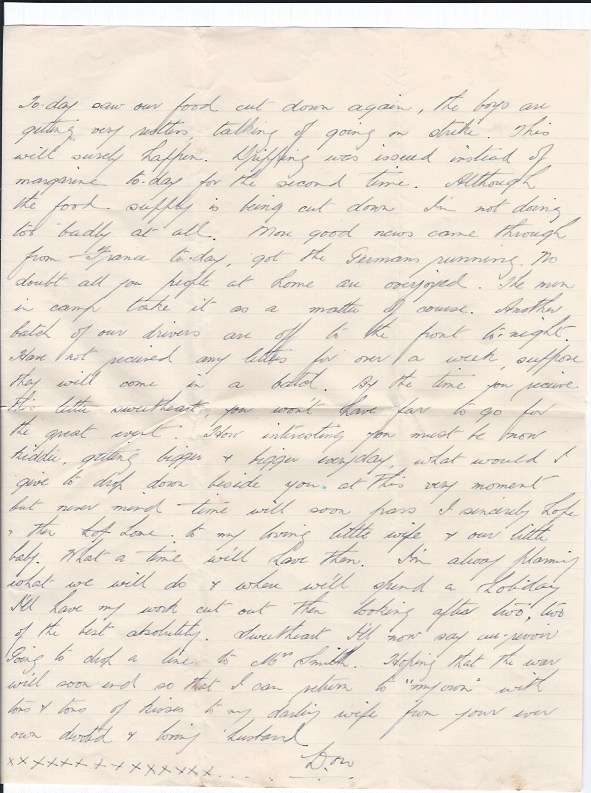 To-day saw our food cut down again, the boys are
getting very rotten, talking of going on strike. This
will surely happen. Dripping was issued instead of
margarine to-day for the second time. Although
the food supply is being cut down I'm not doing
too badly at all. More good news came through
from France to-day, got the Germans running. No
doubt all you people at home are overjoyed. The men
in camp take it as a matter of course. Another
batch of our drivers are off to the front to-night.
Have not received any letters for over a week, suppose
they will come in a batch. By the time you receive
this little sweetheart, you won't have far to go for
the great event. How interesting you must be now
kiddie, getting bigger & bigger everyday, what would I
give to drop down beside you at this very moment
but never mind time will soon pass I sincerely hope
& then home to my loving little wife & our little
baby. What a time we'll have then. I'm alway planning
what we will do & where we'll spend a holiday
I'll have my work cut out then looking after two, two
of the best absolutely. Sweetheart I'll now say au-revoir
Going to drop a line to Mrs Smith. Hoping that the war
will soon end so that I can return to "my own" with
tons & tons of kisses to my darling wife from your ever
own devoted & loving husband
xxxxxxxxxxxxxxx....